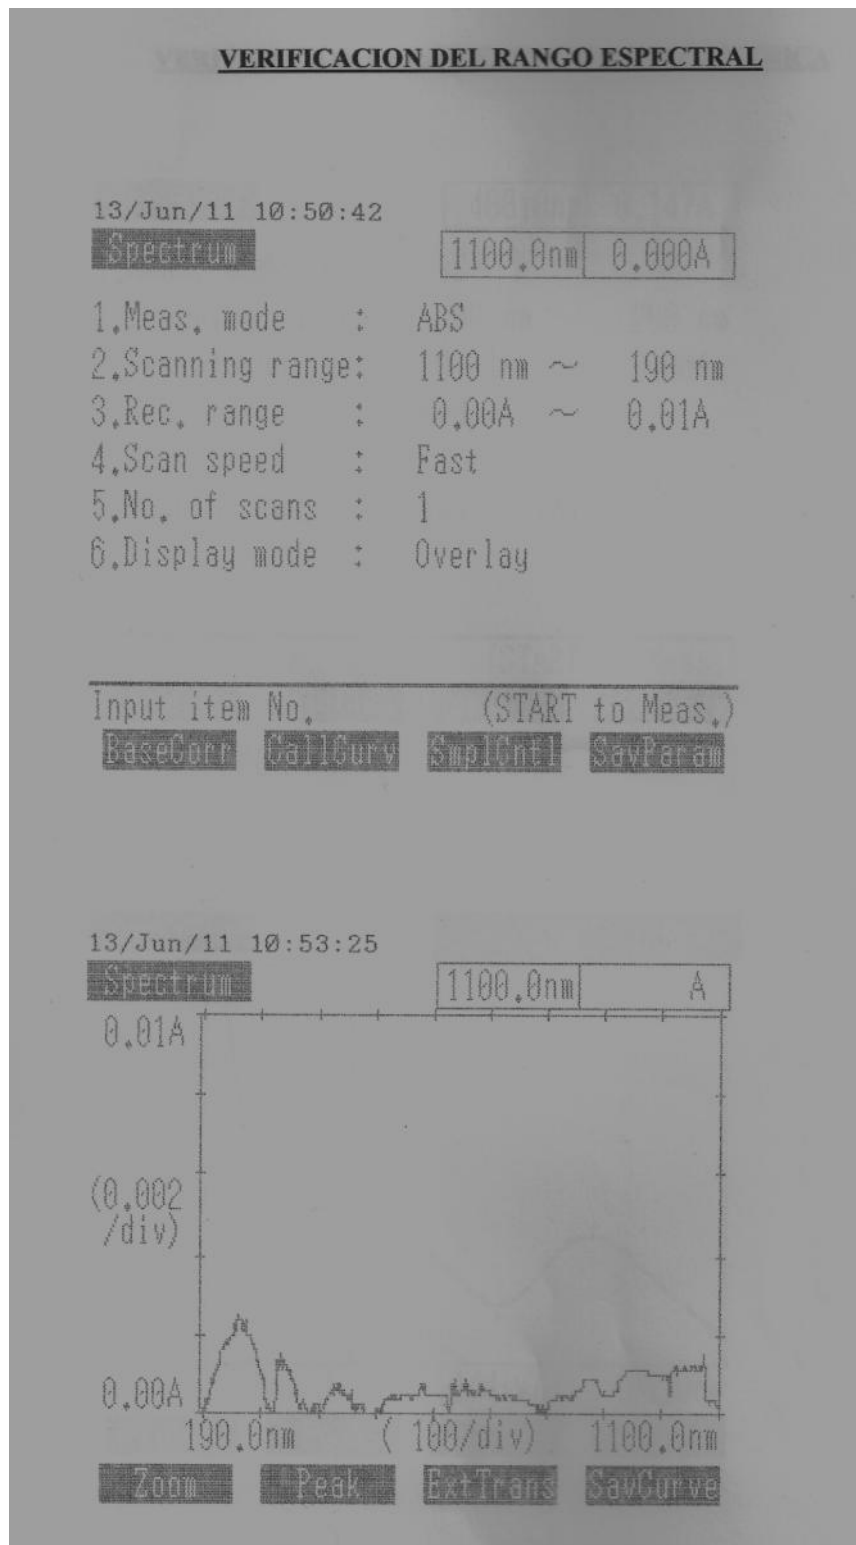 VERIFICACION DEL RANGO ESPECTRAL
13/Jun/11 10:50:42
Spectrum 1100.0nm 0.000A
1.Meas. mode : ABS
2.Scanning range: 1100 nm ~ 190 nm
3.Rec. range : 0.00A ~ 0.01A
4.Scan speed : Fast
5.No. of scans : 1
6.Display mode : Overlay
Input item No. (START to Meas.)
BaseCorr CallCurv SmplCntl SavParam
13/Jun/11 10:53:25
Spectrum 1100.0nm A
0.01A
(0.002
/div)
0.00A
190.0nm ( 100/div) 1100.0nm
Zoom Peak ExtTrans SavCurve